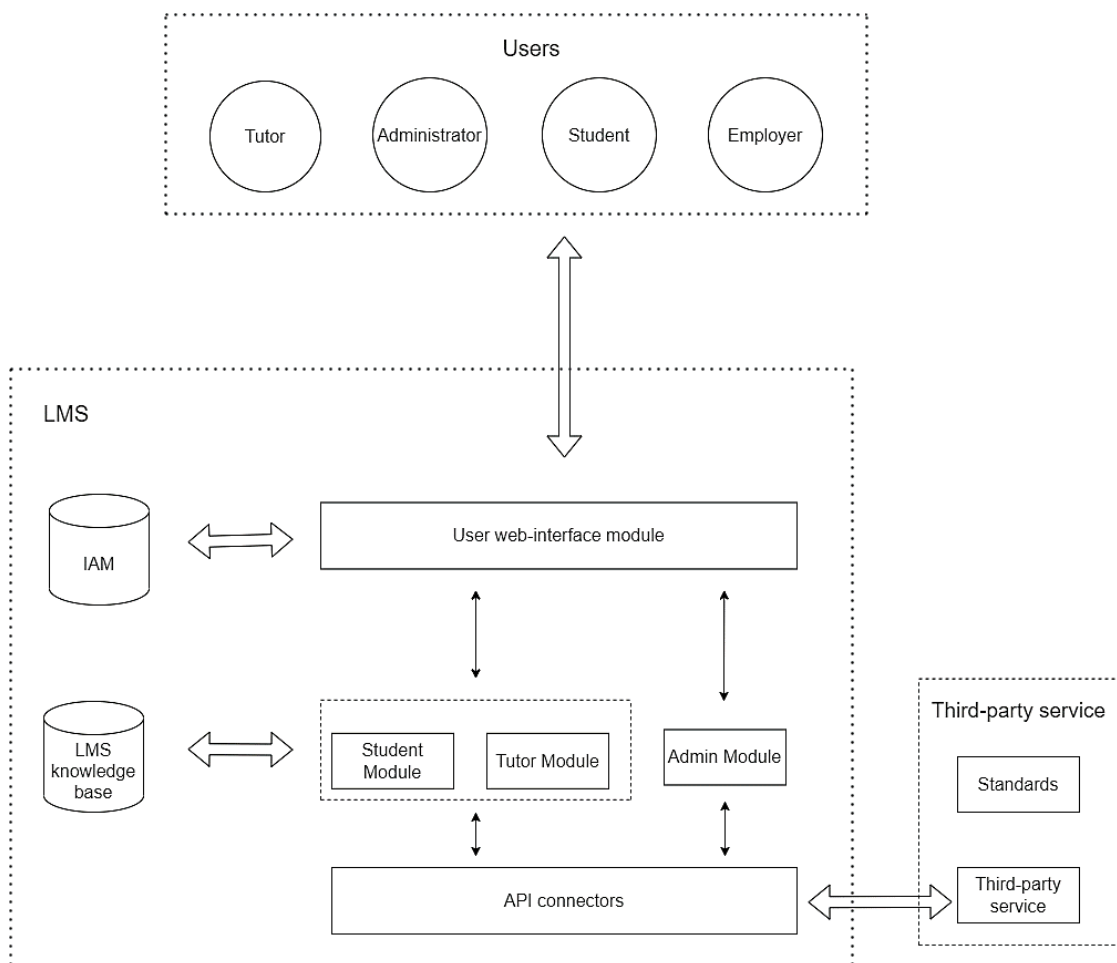 Users
Tutor
Administrator
Student
Employer
LMS
User web-interface module
IAM
LMS
knowledge
base
Student
Module
Tutor Module
Admin Module
API connectors
Third-party service
Standards
Third-party
service